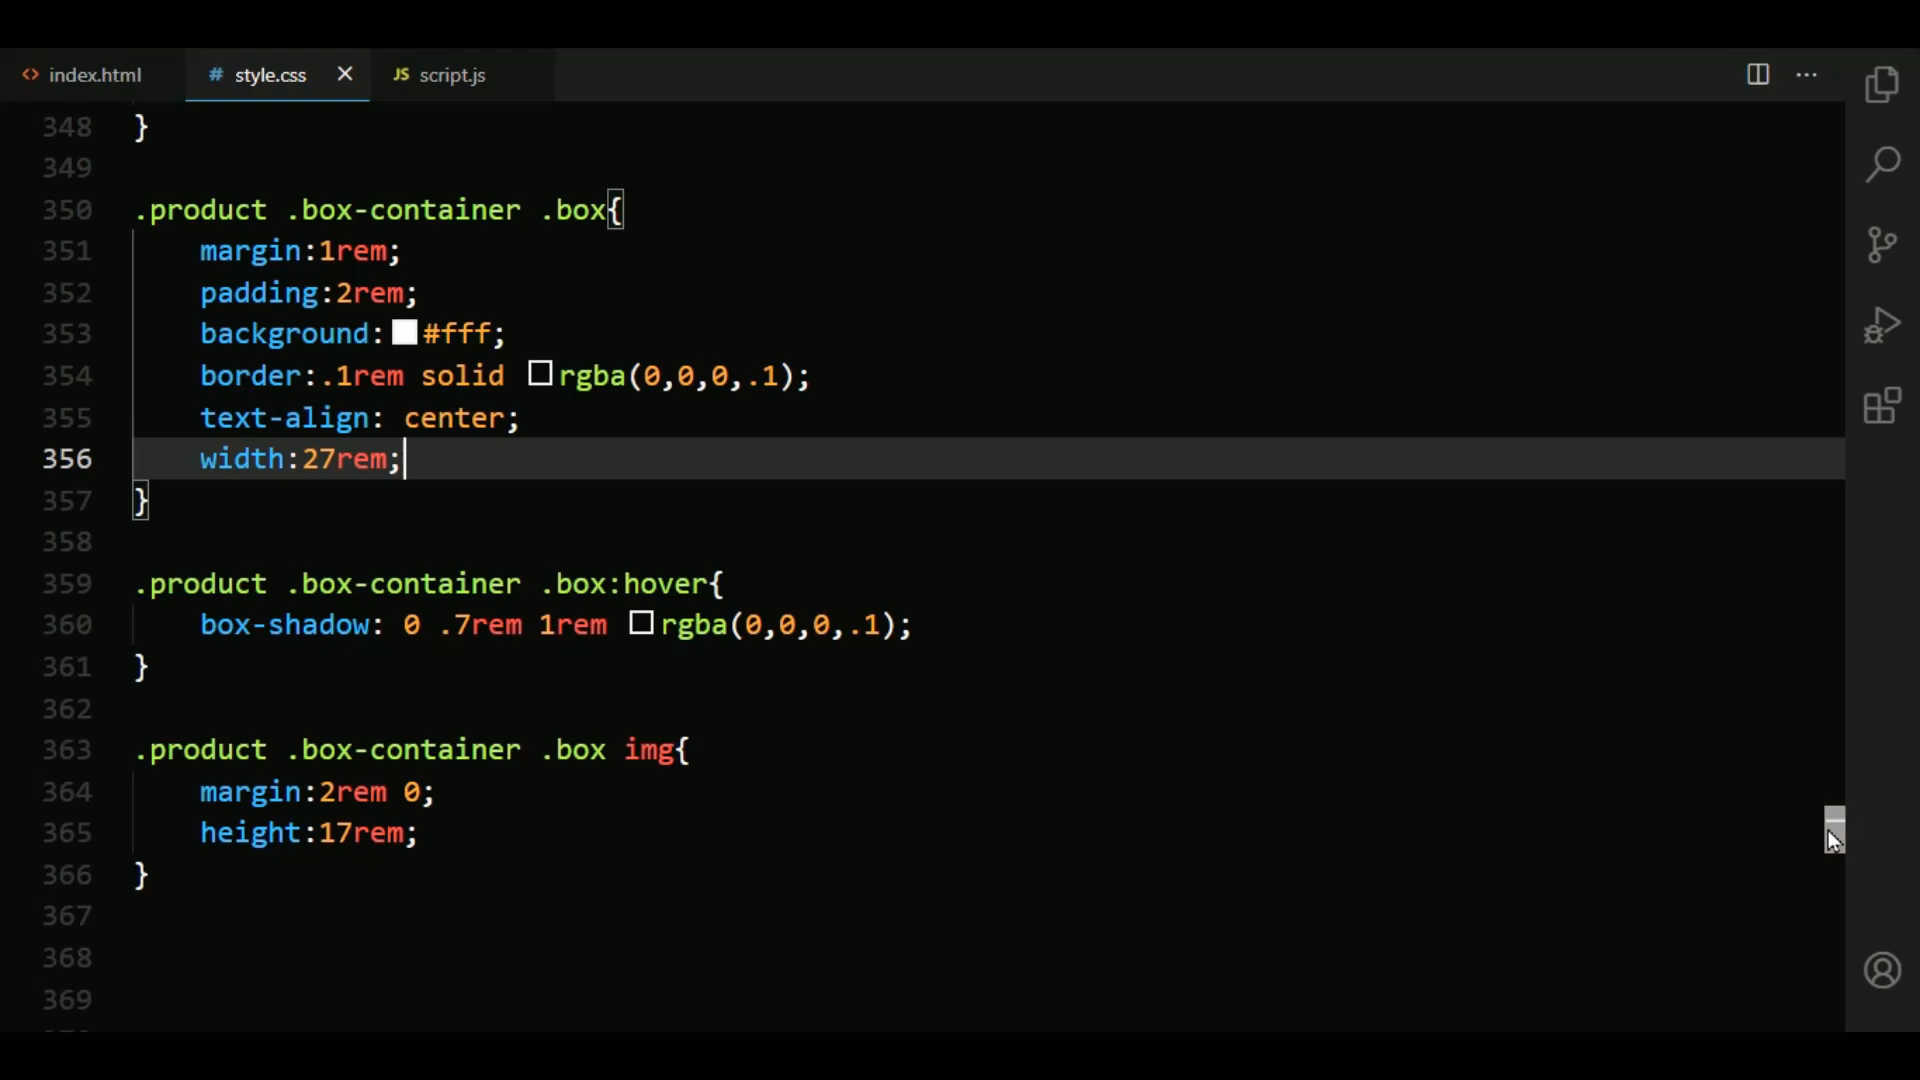 index.html
style.css
JS script.js
348 }
349
350 .product .box-container .box{
351     margin:1rem;
352     padding:2rem;
353     background:#fff;
354     border:.1rem solid rgba(0,0,0,.1);
355     text-align: center;
356     width:27rem;
357 }
358
359 .product .box-container .box:hover{
360     box-shadow: 0 .7rem 1rem rgba(0,0,0,.1);
361 }
362
363 .product .box-container .box img{
364     margin:2rem 0;
365     height:17rem;
366 }
367
368
369